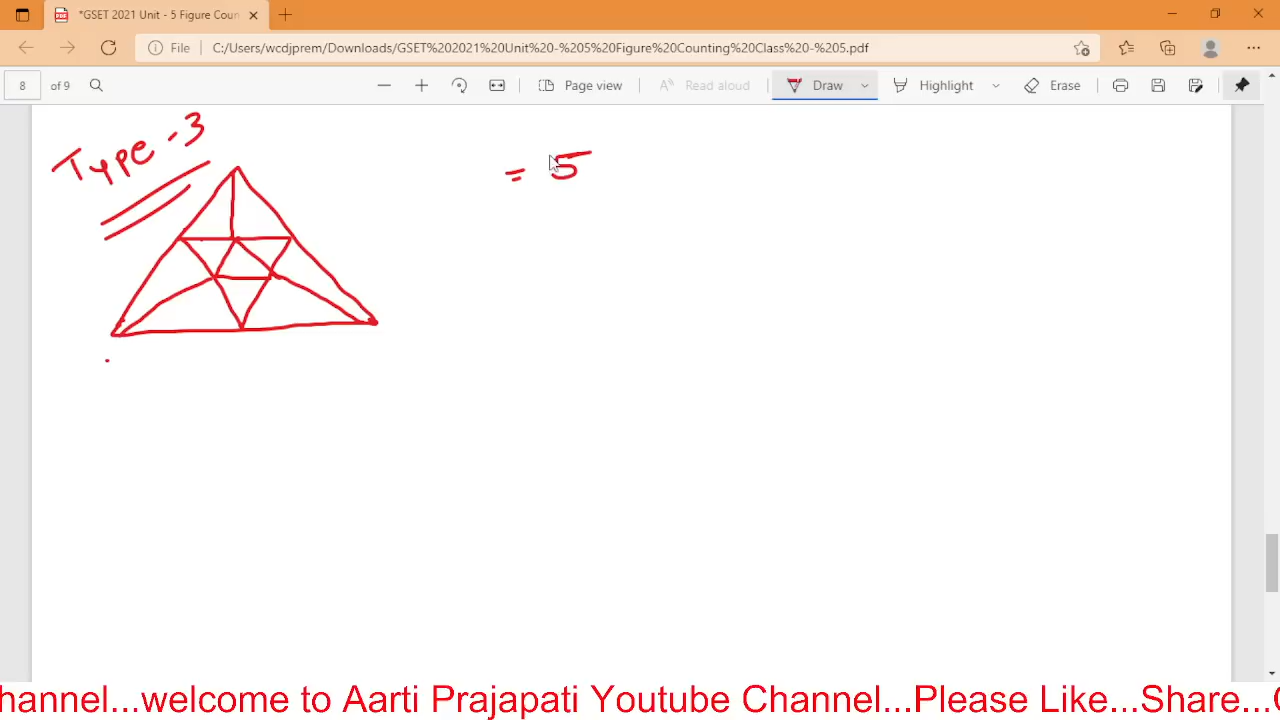 *GSET 2021 Unit - 5 Figure Coun
File C:/Users/wcdjprem/Downloads/GSET%202021%20Unit%20-%205%20Figure%20Counting%20Class%20-%205.pdf
8 of 9 Page view Read aloud Draw Highlight Erase
Type - 3
= 5
hannel...welcome to Aarti Prajapati Youtube Channel...Please Like...Share...C